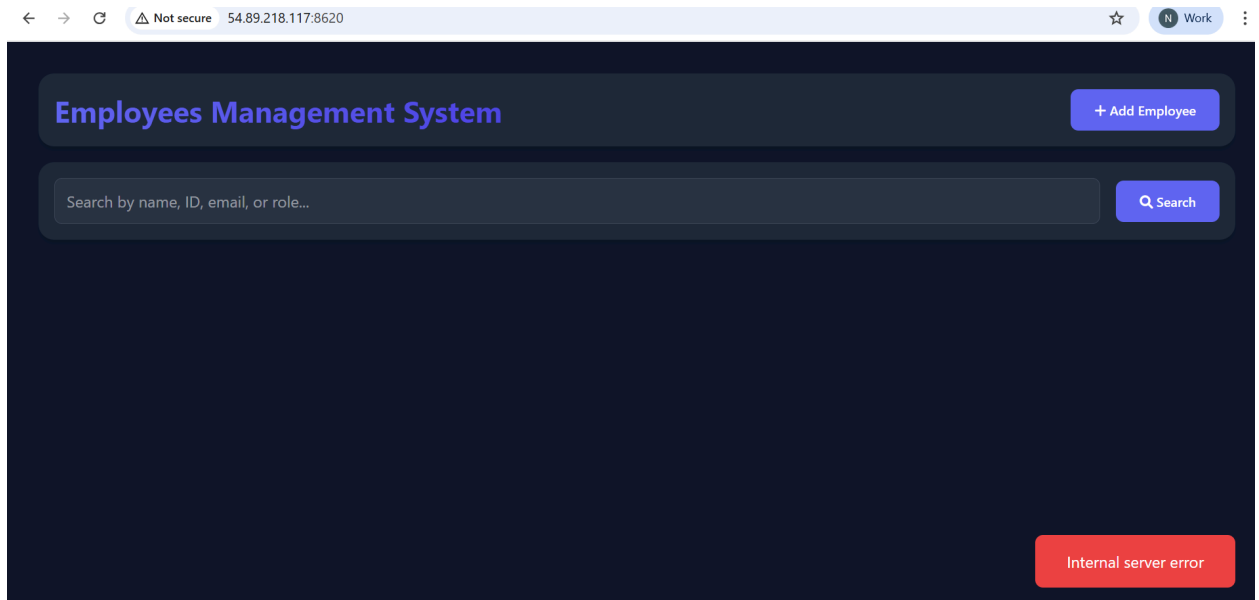 Not secure 54.89.218.117:8620
N Work
Employees Management System
+ Add Employee
Search by name, ID, email, or role...
Search
Internal server error